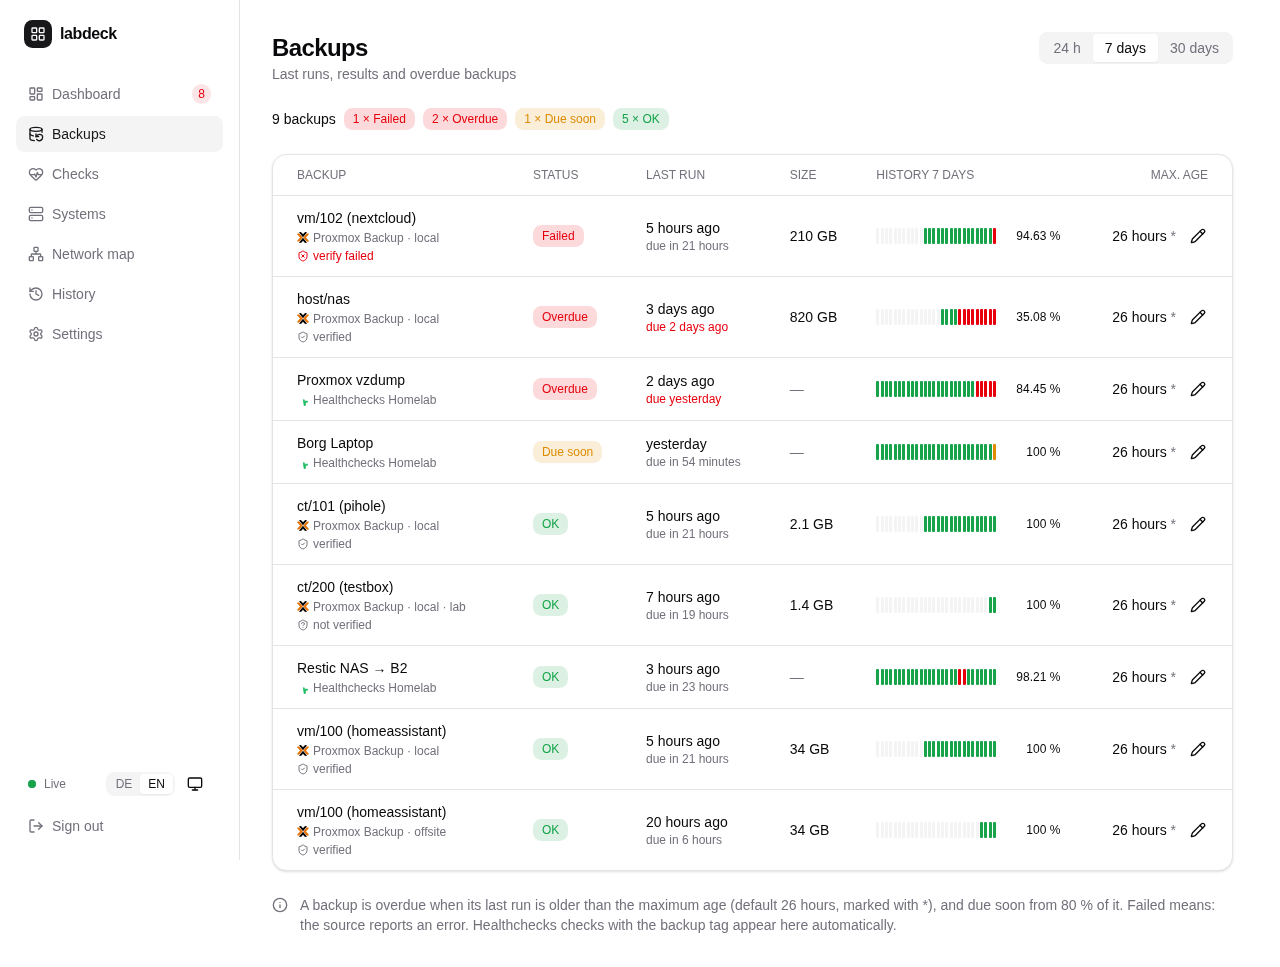 labdeck
Dashboard 8
Backups
Checks
Systems
Network map
History
Settings
Live DE EN
Sign out
Backups
Last runs, results and overdue backups
24 h 7 days 30 days
9 backups 1 × Failed 2 × Overdue 1 × Due soon 5 × OK
BACKUP STATUS LAST RUN SIZE HISTORY 7 DAYS MAX. AGE
vm/102 (nextcloud)
Proxmox Backup · local
verify failed
Failed
5 hours ago
due in 21 hours
210 GB
94.63 %
26 hours *
host/nas
Proxmox Backup · local
verified
Overdue
3 days ago
due 2 days ago
820 GB
35.08 %
26 hours *
Proxmox vzdump
Healthchecks Homelab
Overdue
2 days ago
due yesterday
—
84.45 %
26 hours *
Borg Laptop
Healthchecks Homelab
Due soon
yesterday
due in 54 minutes
—
100 %
26 hours *
ct/101 (pihole)
Proxmox Backup · local
verified
OK
5 hours ago
due in 21 hours
2.1 GB
100 %
26 hours *
ct/200 (testbox)
Proxmox Backup · local · lab
not verified
OK
7 hours ago
due in 19 hours
1.4 GB
100 %
26 hours *
Restic NAS → B2
Healthchecks Homelab
OK
3 hours ago
due in 23 hours
—
98.21 %
26 hours *
vm/100 (homeassistant)
Proxmox Backup · local
verified
OK
5 hours ago
due in 21 hours
34 GB
100 %
26 hours *
vm/100 (homeassistant)
Proxmox Backup · offsite
verified
OK
20 hours ago
due in 6 hours
34 GB
100 %
26 hours *
A backup is overdue when its last run is older than the maximum age (default 26 hours, marked with *), and due soon from 80 % of it. Failed means:
the source reports an error. Healthchecks checks with the backup tag appear here automatically.